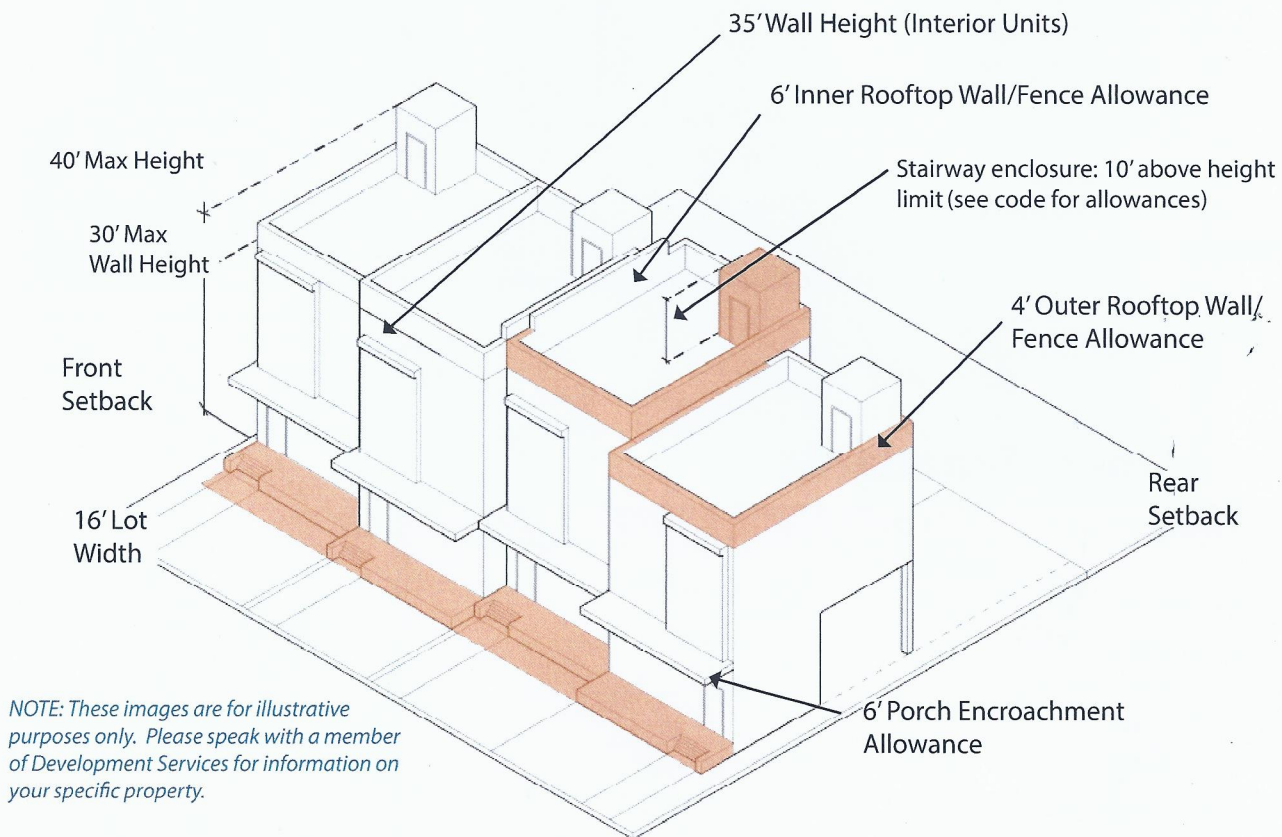 35' Wall Height (Interior Units)
6' Inner Rooftop Wall/Fence Allowance
40' Max Height
Stairway enclosure: 10' above height
limit (see code for allowances)
30' Max
Wall Height
4' Outer Rooftop Wall/
Fence Allowance
Front
Setback
Rear
Setback
16' Lot
Width
6' Porch Encroachment
Allowance
NOTE: These images are for illustrative
purposes only. Please speak with a member
of Development Services for information on
your specific property.